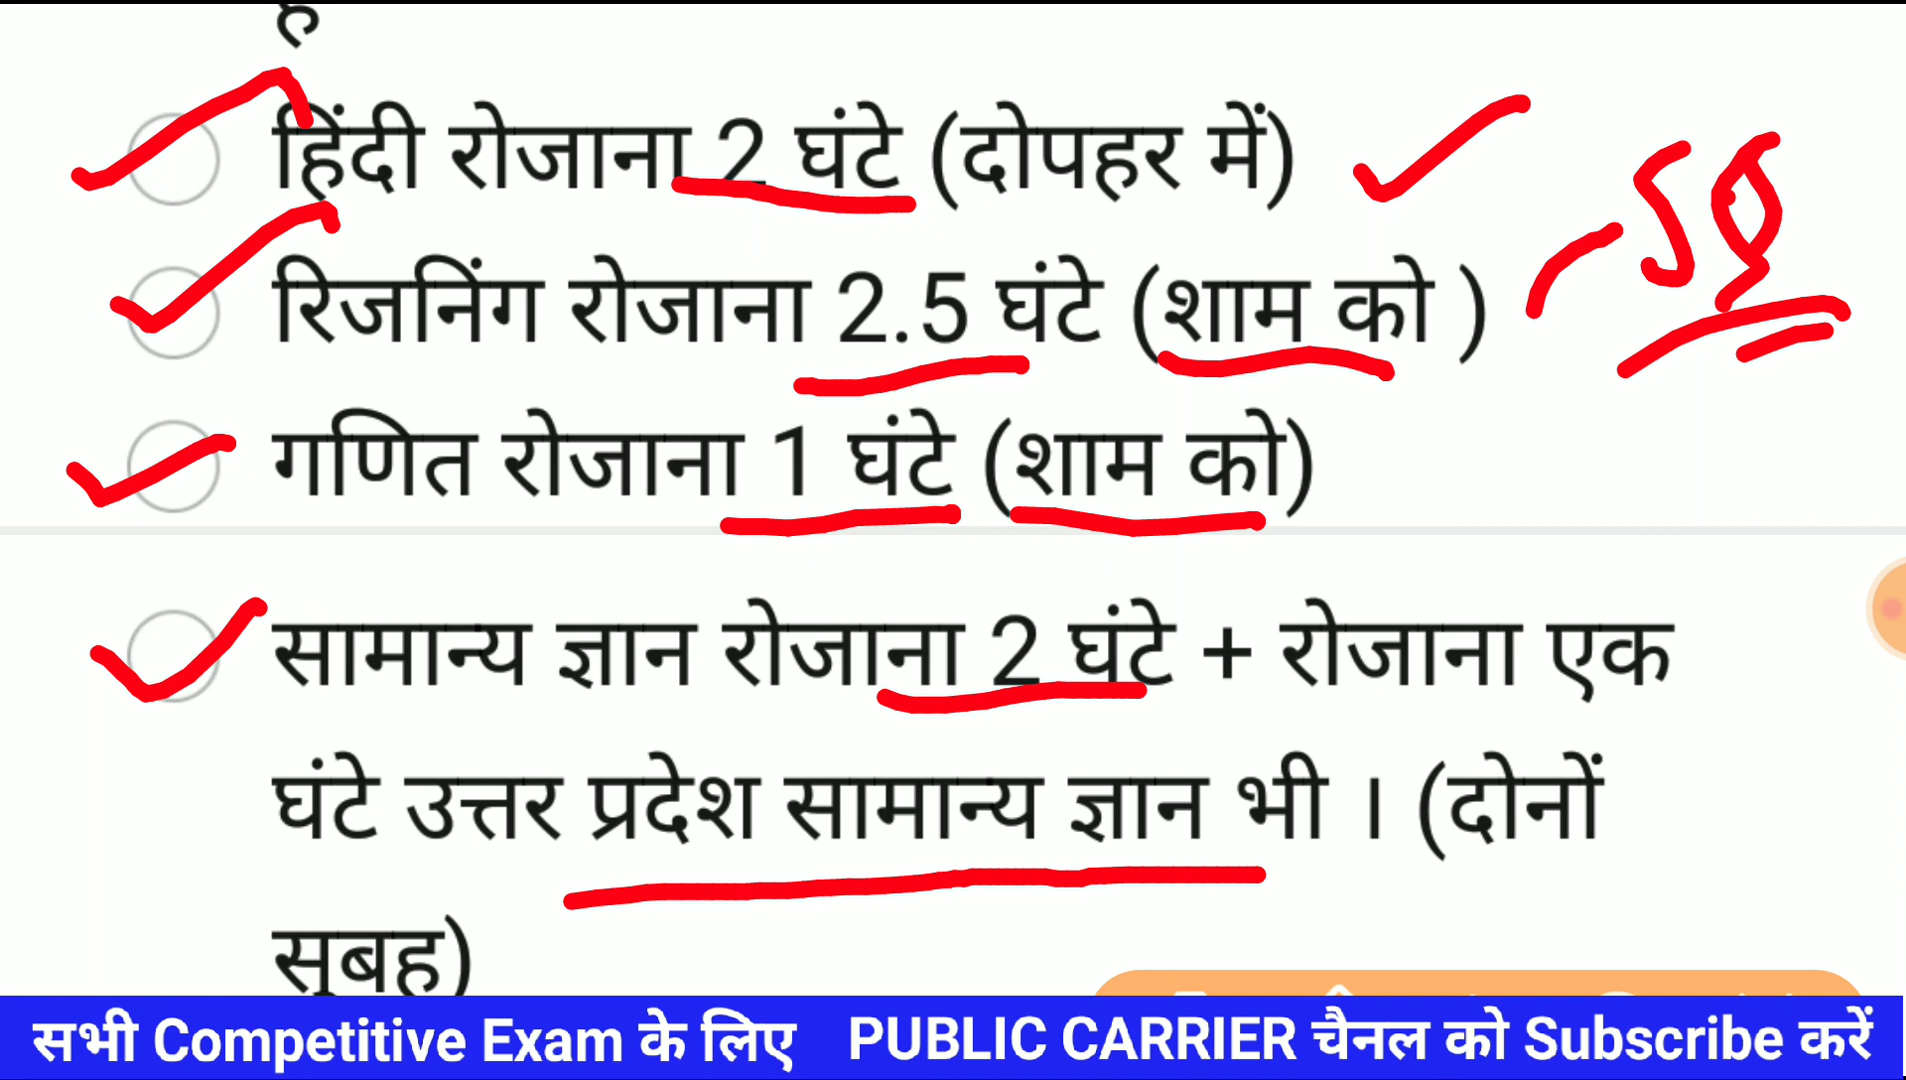 हिंदी रोजाना 2 घंटे (दोपहर में)
रिजनिंग रोजाना 2.5 घंटे (शाम को )
गणित रोजाना 1 घंटे (शाम को)
सामान्य ज्ञान रोजाना 2 घंटे + रोजाना एक
घंटे उत्तर प्रदेश सामान्य ज्ञान भी । (दोनों
सुबह)
सभी Competitive Exam के लिए PUBLIC CARRIER चैनल को Subscribe करें